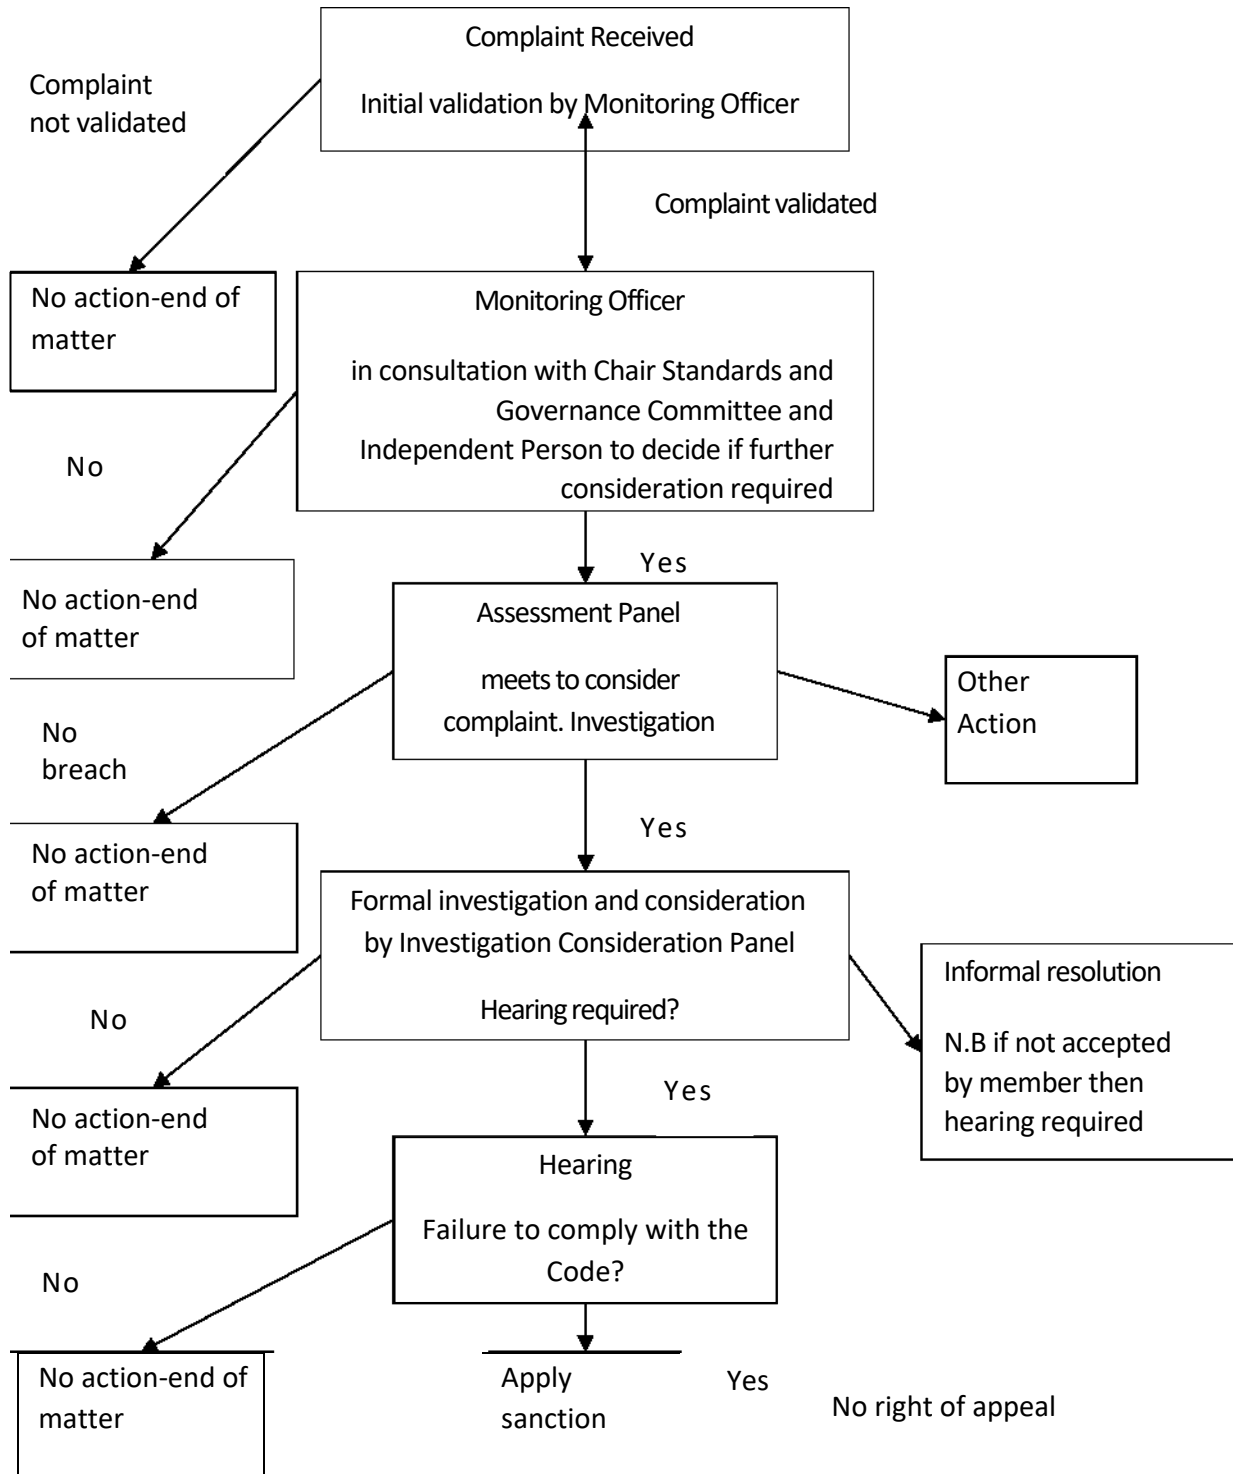 Complaint Received
Initial validation by Monitoring Officer
Complaint
not validated
Complaint validated
No action-end of
matter
Monitoring Officer
in consultation with Chair Standards and
Governance Committee and
Independent Person to decide if further
consideration required
No
Yes
No action-end
of matter
Assessment Panel
meets to consider
complaint. Investigation
Other
Action
No
breach
Yes
No action-end
of matter
Formal investigation and consideration
by Investigation Consideration Panel
Hearing required?
Informal resolution
N.B if not accepted
by member then
hearing required
No
Yes
No action-end
of matter
Hearing
Failure to comply with the
Code?
No
No action-end of
matter
Apply
sanction
Yes
No right of appeal